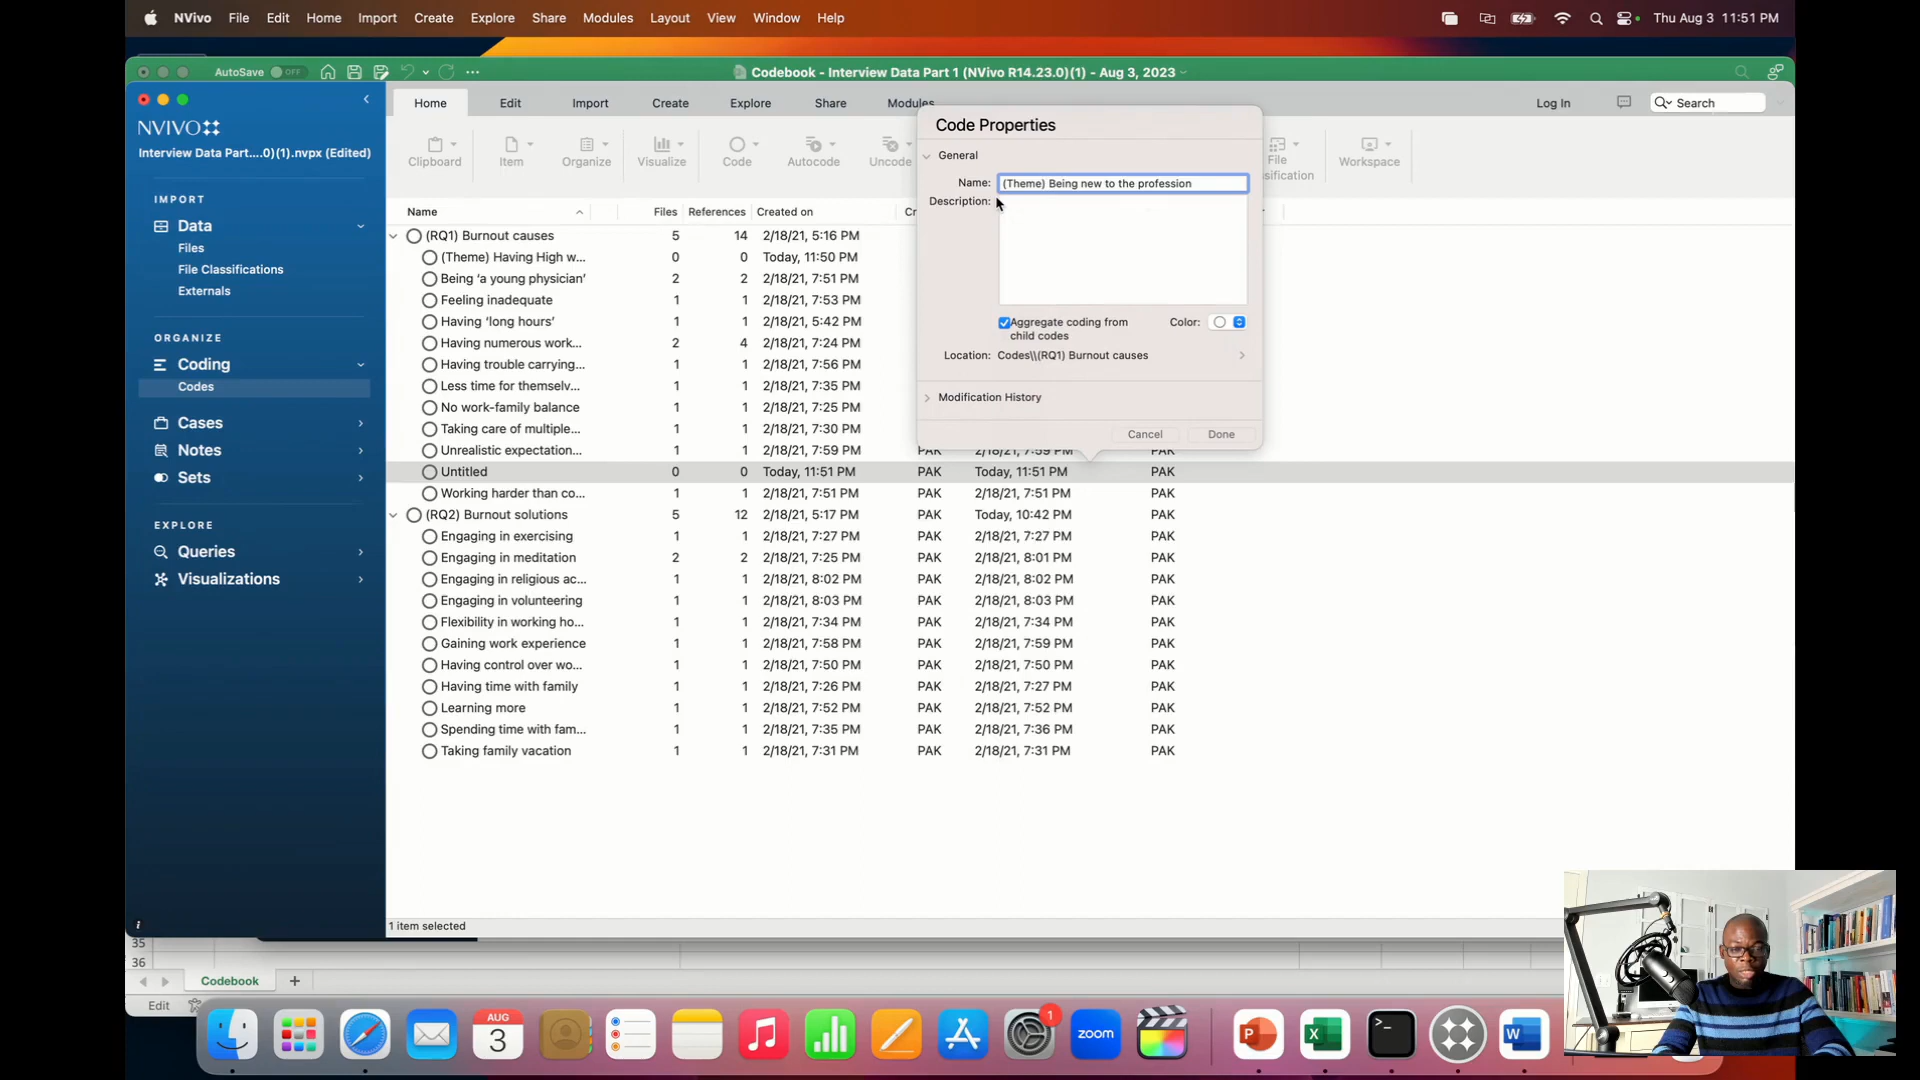 NVivo File Edit Home Import Create Explore Share Modules Layout View Window Help Thu Aug 3 11:51 PM
AutoSave OFF Codebook - Interview Data Part 1 (NVivo R14.23.0)(1) - Aug 3, 2023
NVIVO
Interview Data Part....0)(1).nvpx (Edited)
IMPORT
Data
Files
File Classifications
Externals
ORGANIZE
Coding
Codes
Cases
Notes
Sets
EXPLORE
Queries
Visualizations
Home Edit Import Create Explore Share Modules Log In Search
Clipboard Item Organize Visualize Code Autocode Uncode File Workspace
Code Properties
General
Name: (Theme) Being new to the profession
Description:
Aggregate coding from
child codes
Color:
Location: Codes\\(RQ1) Burnout causes
Modification History
Cancel Done
Name Files References Created on
(RQ1) Burnout causes 5 14 2/18/21, 5:16 PM
(Theme) Having High w... 0 0 Today, 11:50 PM
Being ‘a young physician’ 2 2 2/18/21, 7:51 PM
Feeling inadequate 1 1 2/18/21, 7:53 PM
Having ‘long hours’ 1 1 2/18/21, 5:42 PM
Having numerous work... 2 4 2/18/21, 7:24 PM
Having trouble carrying... 1 1 2/18/21, 7:56 PM
Less time for themselv... 1 1 2/18/21, 7:35 PM
No work-family balance 1 1 2/18/21, 7:25 PM
Taking care of multiple... 1 1 2/18/21, 7:30 PM
Unrealistic expectation... 1 1 2/18/21, 7:59 PM PAK 2/18/21, 7:59 PM PAK
Untitled 0 0 Today, 11:51 PM PAK Today, 11:51 PM PAK
Working harder than co... 1 1 2/18/21, 7:51 PM PAK 2/18/21, 7:51 PM PAK
(RQ2) Burnout solutions 5 12 2/18/21, 5:17 PM PAK Today, 10:42 PM PAK
Engaging in exercising 1 1 2/18/21, 7:27 PM PAK 2/18/21, 7:27 PM PAK
Engaging in meditation 2 2 2/18/21, 7:25 PM PAK 2/18/21, 8:01 PM PAK
Engaging in religious ac... 1 1 2/18/21, 8:02 PM PAK 2/18/21, 8:02 PM PAK
Engaging in volunteering 1 1 2/18/21, 8:03 PM PAK 2/18/21, 8:03 PM PAK
Flexibility in working ho... 1 1 2/18/21, 7:34 PM PAK 2/18/21, 7:34 PM PAK
Gaining work experience 1 1 2/18/21, 7:58 PM PAK 2/18/21, 7:59 PM PAK
Having control over wo... 1 1 2/18/21, 7:50 PM PAK 2/18/21, 7:50 PM PAK
Having time with family 1 1 2/18/21, 7:26 PM PAK 2/18/21, 7:27 PM PAK
Learning more 1 1 2/18/21, 7:52 PM PAK 2/18/21, 7:52 PM PAK
Spending time with fam... 1 1 2/18/21, 7:35 PM PAK 2/18/21, 7:36 PM PAK
Taking family vacation 1 1 2/18/21, 7:31 PM PAK 2/18/21, 7:31 PM PAK
1 item selected
35
36
Codebook
Edit
AUG
3
1
zoom
P
X
W